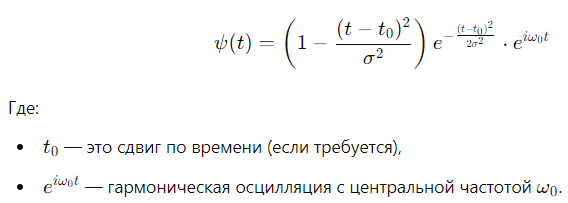 ψ(t) = (1 − (t − t₀)² / σ²) e^{−(t−t₀)² / 2σ²} · e^{iω₀t}
Где:
• t₀ — это сдвиг по времени (если требуется),
• e^{iω₀t} — гармоническая осцилляция с центральной частотой ω₀.